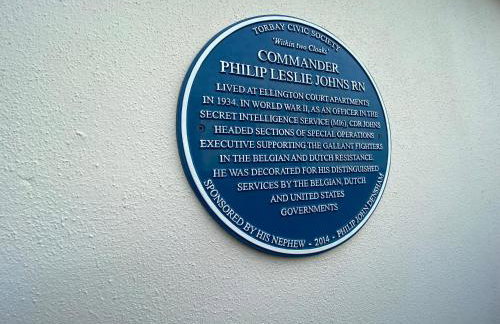 TORBAY CIVIC SOCIETY
'Within two Cloaks'
COMMANDER
PHILIP LESLIE JOHNS RN
LIVED AT ELLINGTON COURT APARTMENTS
IN 1934. IN WORLD WAR II, AS AN OFFICER IN THE
SECRET INTELLIGENCE SERVICE (MI6), CDR JOHNS
HEADED SECTIONS OF SPECIAL OPERATIONS
EXECUTIVE SUPPORTING THE GALLANT FIGHTERS
IN THE BELGIAN AND DUTCH RESISTANCE.
HE WAS DECORATED FOR HIS DISTINGUISHED
SERVICES BY THE BELGIAN, DUTCH
AND UNITED STATES
GOVERNMENTS
SPONSORED BY HIS NEPHEW - 2014 - PHILIP JOHN DENSHAM